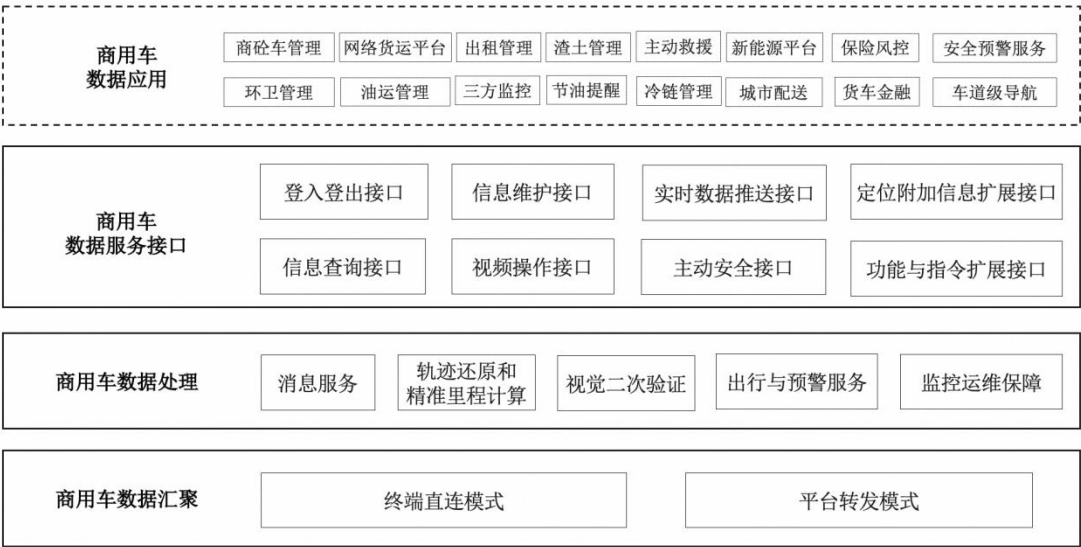 商用车
数据应用
商砼车管理
网络货运平台
出租管理
渣土管理
主动救援
新能源平台
保险风控
安全预警服务
环卫管理
油运管理
三方监控
节油提醒
冷链管理
城市配送
货车金融
车道级导航
商用车
数据服务接口
登入登出接口
信息维护接口
实时数据推送接口
定位附加信息扩展接口
信息查询接口
视频操作接口
主动安全接口
功能与指令扩展接口
商用车数据处理
消息服务
轨迹还原和
精准里程计算
视觉二次验证
出行与预警服务
监控运维保障
商用车数据汇聚
终端直连模式
平台转发模式